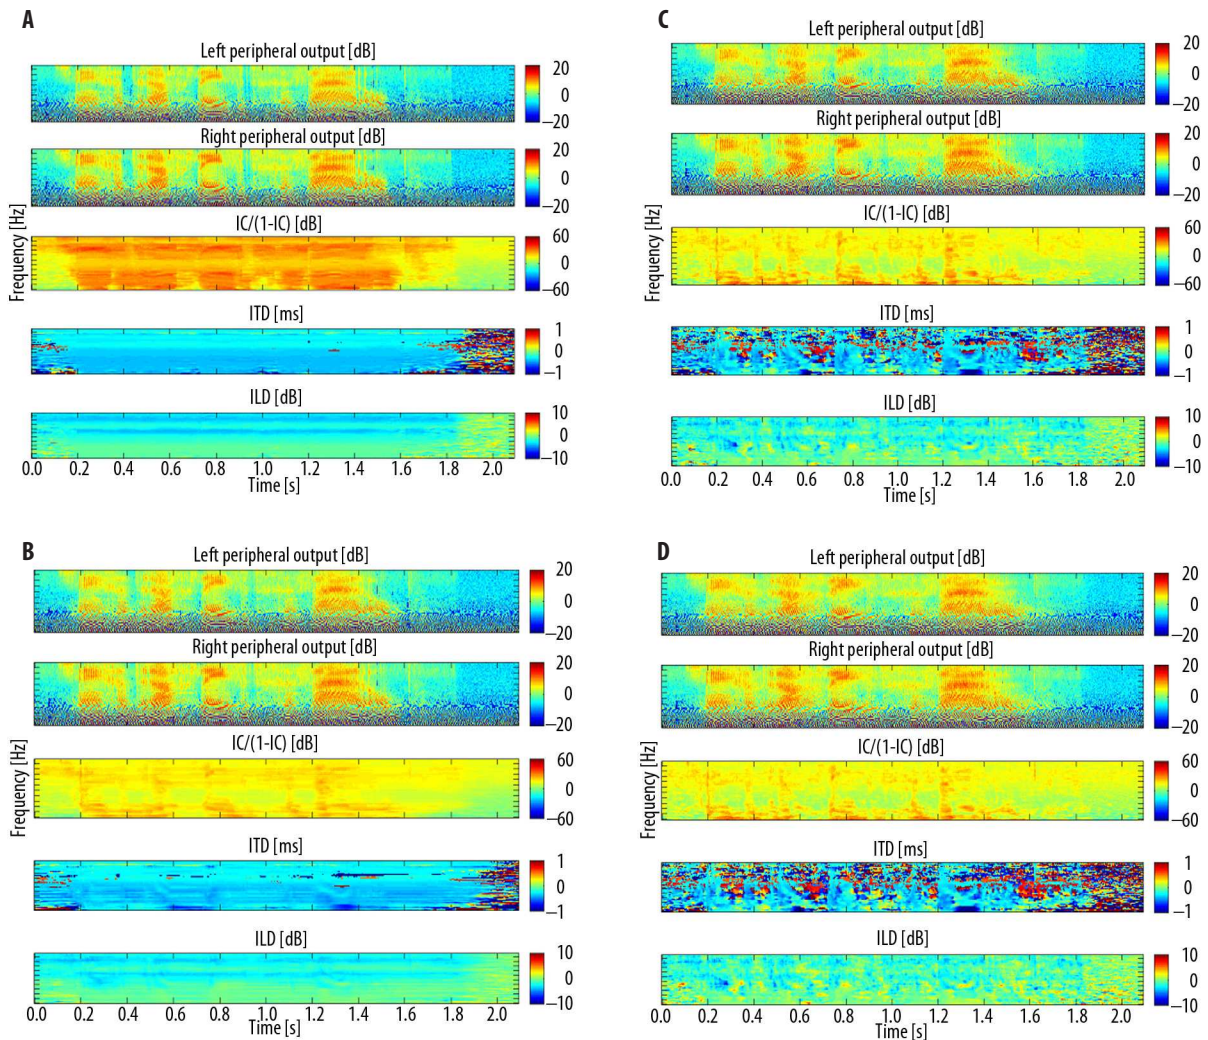 A
Left peripheral output [dB]
20
0
−20
Right peripheral output [dB]
20
0
−20
IC/(1-IC) [dB]
60
0
−60
ITD [ms]
1
0
−1
ILD [dB]
10
0
−10
Frequency [Hz]
0.0 0.2 0.4 0.6 0.8 1.0 1.2 1.4 1.6 1.8 2.0
Time [s]
B
Left peripheral output [dB]
20
0
−20
Right peripheral output [dB]
20
0
−20
IC/(1-IC) [dB]
60
0
−60
ITD [ms]
1
0
−1
ILD [dB]
10
0
−10
Frequency [Hz]
0.0 0.2 0.4 0.6 0.8 1.0 1.2 1.4 1.6 1.8 2.0
Time [s]
C
Left peripheral output [dB]
20
0
−20
Right peripheral output [dB]
20
0
−20
IC/(1-IC) [dB]
60
0
−60
ITD [ms]
1
0
−1
ILD [dB]
10
0
−10
Frequency [Hz]
0.0 0.2 0.4 0.6 0.8 1.0 1.2 1.4 1.6 1.8 2.0
Time [s]
D
Left peripheral output [dB]
20
0
−20
Right peripheral output [dB]
20
0
−20
IC/(1-IC) [dB]
60
0
−60
ITD [ms]
1
0
−1
ILD [dB]
10
0
−10
Frequency [Hz]
0.0 0.2 0.4 0.6 0.8 1.0 1.2 1.4 1.6 1.8 2.0
Time [s]